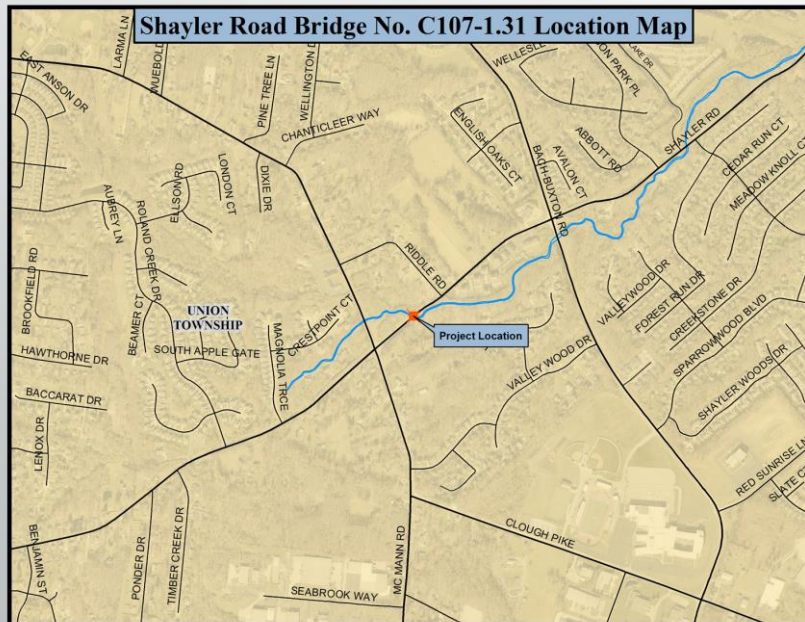 Shayler Road Bridge No. C107-1.31 Location Map
EAST ANSON DR
LARMA LN
PINE TREE LN
CHANTICLEER WAY
ENGLISH OAKS CT
BACH-BUXTON RD
AVALON CT
ABBOTT RD
SHAYLER RD
CEDAR RUN CT
AUBREY LN
ROLAND CREEK DR
ELLSON RD
LONDON CT
DIXIE DR
RIDDLE RD
BROOKFIELD RD
BEAMER CT
UNION
TOWNSHIP
SOUTH APPLE GATE
MAGNOLIA TRCE
CRESTPOINT CT
Project Location
VALLEYWOOD DR
FOREST RUN DR
CREEKSTONE DR
SPARROWWOOD BLVD
HAWTHORNE DR
BACCARAT DR
LENOX DR
VALLEY WOOD DR
SHAYLER WOODS DR
RED SUNRISE LN
BENJAMIN ST
PONDER DR
TIMBER CREEK DR
MC MANN RD
CLOUGH PIKE
SEABROOK WAY